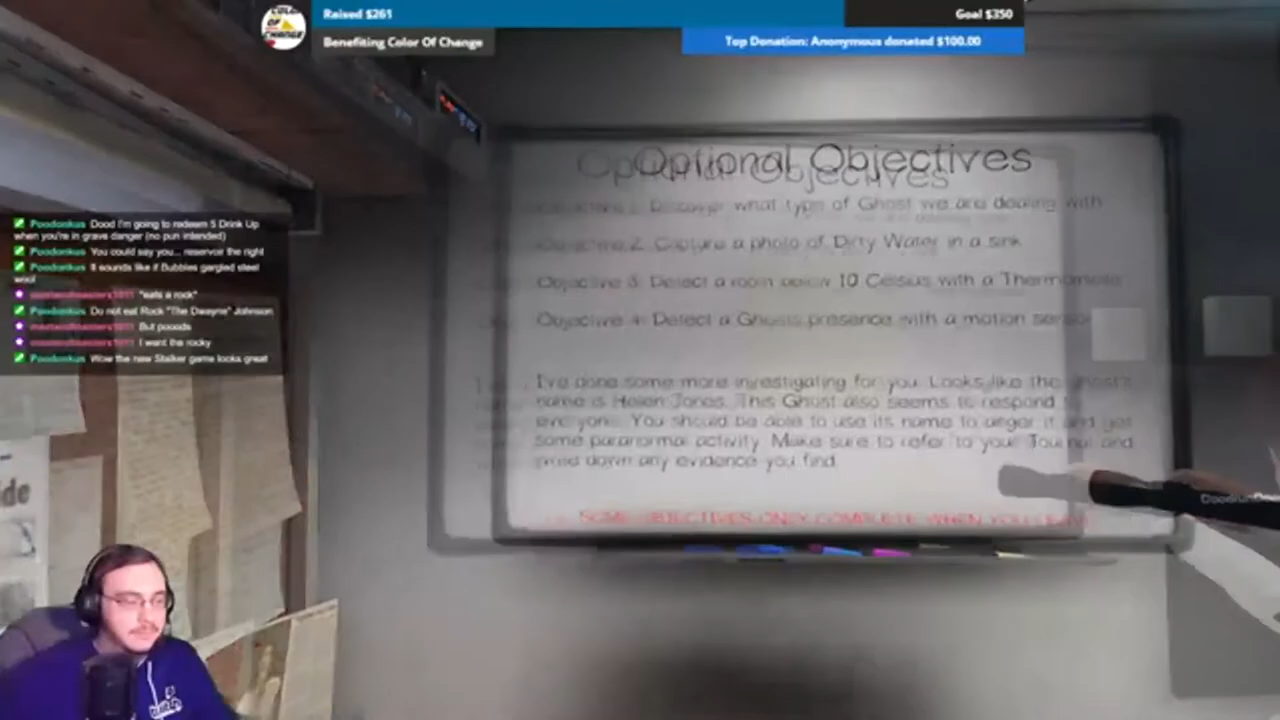 Raised $261
Goal $350
COLOR OF CHANGE
Benefiting Color Of Change
Top Donation: Anonymous donated $100.00
Optional Objectives
Discover what type of Ghost we are dealing with
Objective 2: Capture a photo of Dirty Water in a sink
Objective 3: Detect a room below 10 Celsius with a Thermometer
Objective 4: Detect a Ghosts presence with a motion sensor
I've done some more investigating for you. Looks like the ghost's
name is Helen Jones. This Ghost also seems to respond to
everyone. You should be able to use its name to anger it and get
some paranormal activity. Make sure to refer to your Journal and
down any evidence you find
SOME OBJECTIVES ONLY COMPLETE WHEN YOU LEAVE
Poodonkus Dood I'm going to redeem 5 Drink Up
when you're in grave danger (no pun intended)
Poodonkus You could say you... reservoir the right
Poodonkus It sounds like if Bubbles gargled steel
wool
*eats a rock*
Poodonkus Do not eat Rock "The Dwayne" Johnson
But pooods
I want the rocky
Poodonkus Wow the new Stalker game looks great
ide